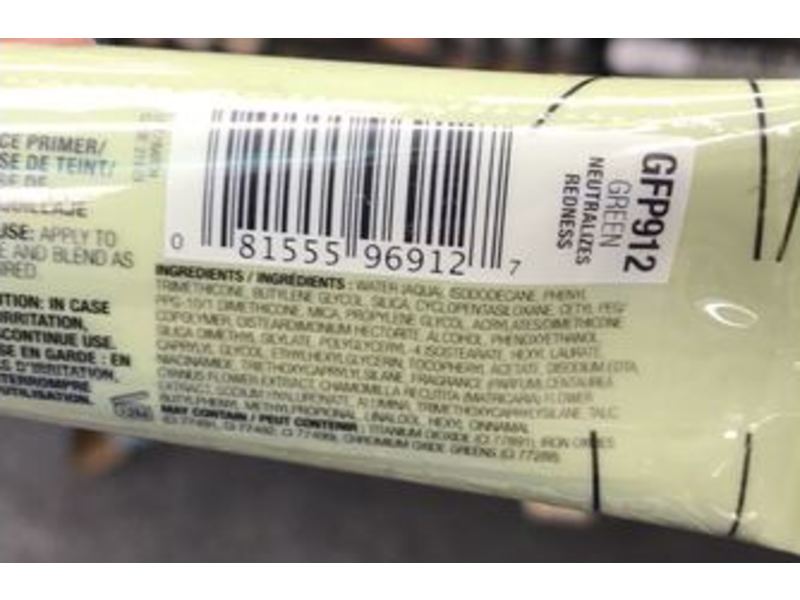 CE PRIMER/
SE DE TEINT/
SE DE
QUILLAJE
USE: APPLY TO
E AND BLEND AS
IRED
UTION: IN CASE
IRRITATION,
SCONTINUE USE.
SE EN GARDE : EN
S D'IRRITATION,
TERROMPRE
UTILISATION.
0 81555 96912 7
GFP912
GREEN
NEUTRALIZES
REDNESS
INGREDIENTS / INGRÉDIENTS : WATER (AQUA), ISODODECANE, PHENYL
TRIMETHICONE, BUTYLENE GLYCOL, SILICA, CYCLOPENTASILOXANE, CETYL PEG/
PPG-10/1 DIMETHICONE, MICA, PROPYLENE GLYCOL, ACRYLATES/DIMETHICONE
COPOLYMER, DISTEARDIMONIUM HECTORITE, ALCOHOL, PHENOXYETHANOL,
SILICA DIMETHYL SILYLATE, POLYGLYCERYL-4 ISOSTEARATE, HEXYL LAURATE,
CAPRYLYL GLYCOL, ETHYLHEXYLGLYCERIN, TOCOPHERYL ACETATE, DISODIUM EDTA,
NIACINAMIDE, TRIETHOXYCAPRYLYLSILANE, FRAGRANCE (PARFUM), CENTAUREA
CYANUS FLOWER EXTRACT, CHAMOMILLA RECUTITA (MATRICARIA) FLOWER
EXTRACT, SODIUM HYALURONATE, ALUMINA, TRIMETHOXYCAPRYLYLSILANE, TALC,
BUTYLPHENYL METHYLPROPIONAL, LINALOOL, HEXYL CINNAMAL
MAY CONTAIN / PEUT CONTENIR : TITANIUM DIOXIDE (CI 77891), IRON OXIDES
(CI 77491, CI 77492, CI 77499), CHROMIUM OXIDE GREENS (CI 77288)